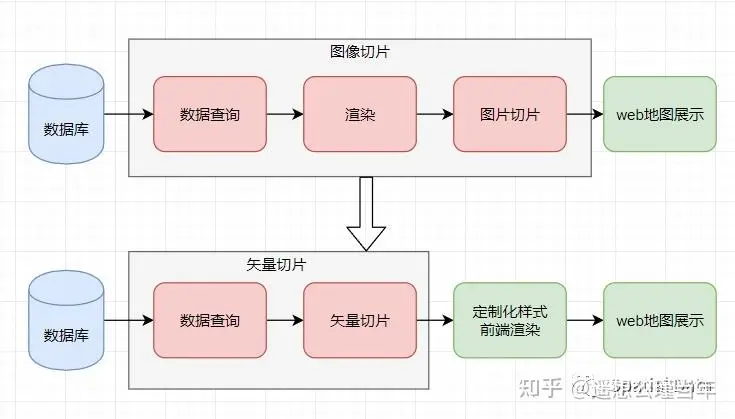 图像切片
数据库
数据查询
渲染
图片切片
web地图展示
矢量切片
数据库
数据查询
矢量切片
定制化样式
前端渲染
web地图展示
知乎 @遥想公瑾当年